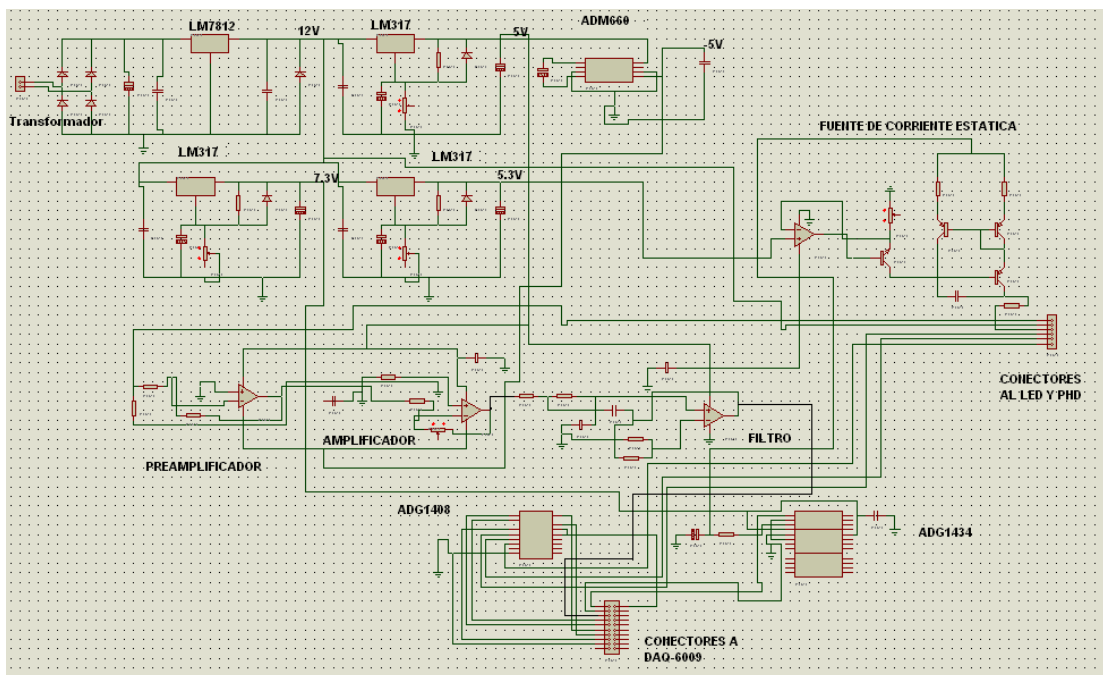 LM7812
12V
LM317
5V
ADM660
-5V
Transformador
FUENTE DE CORRIENTE ESTATICA
LM317
7.3V
LM317
5.3V
CONECTORES
AL LED Y PHD
PREAMPLIFICADOR
AMPLIFICADOR
FILTRO
ADG1408
ADG1434
CONECTORES A
DAQ-6009